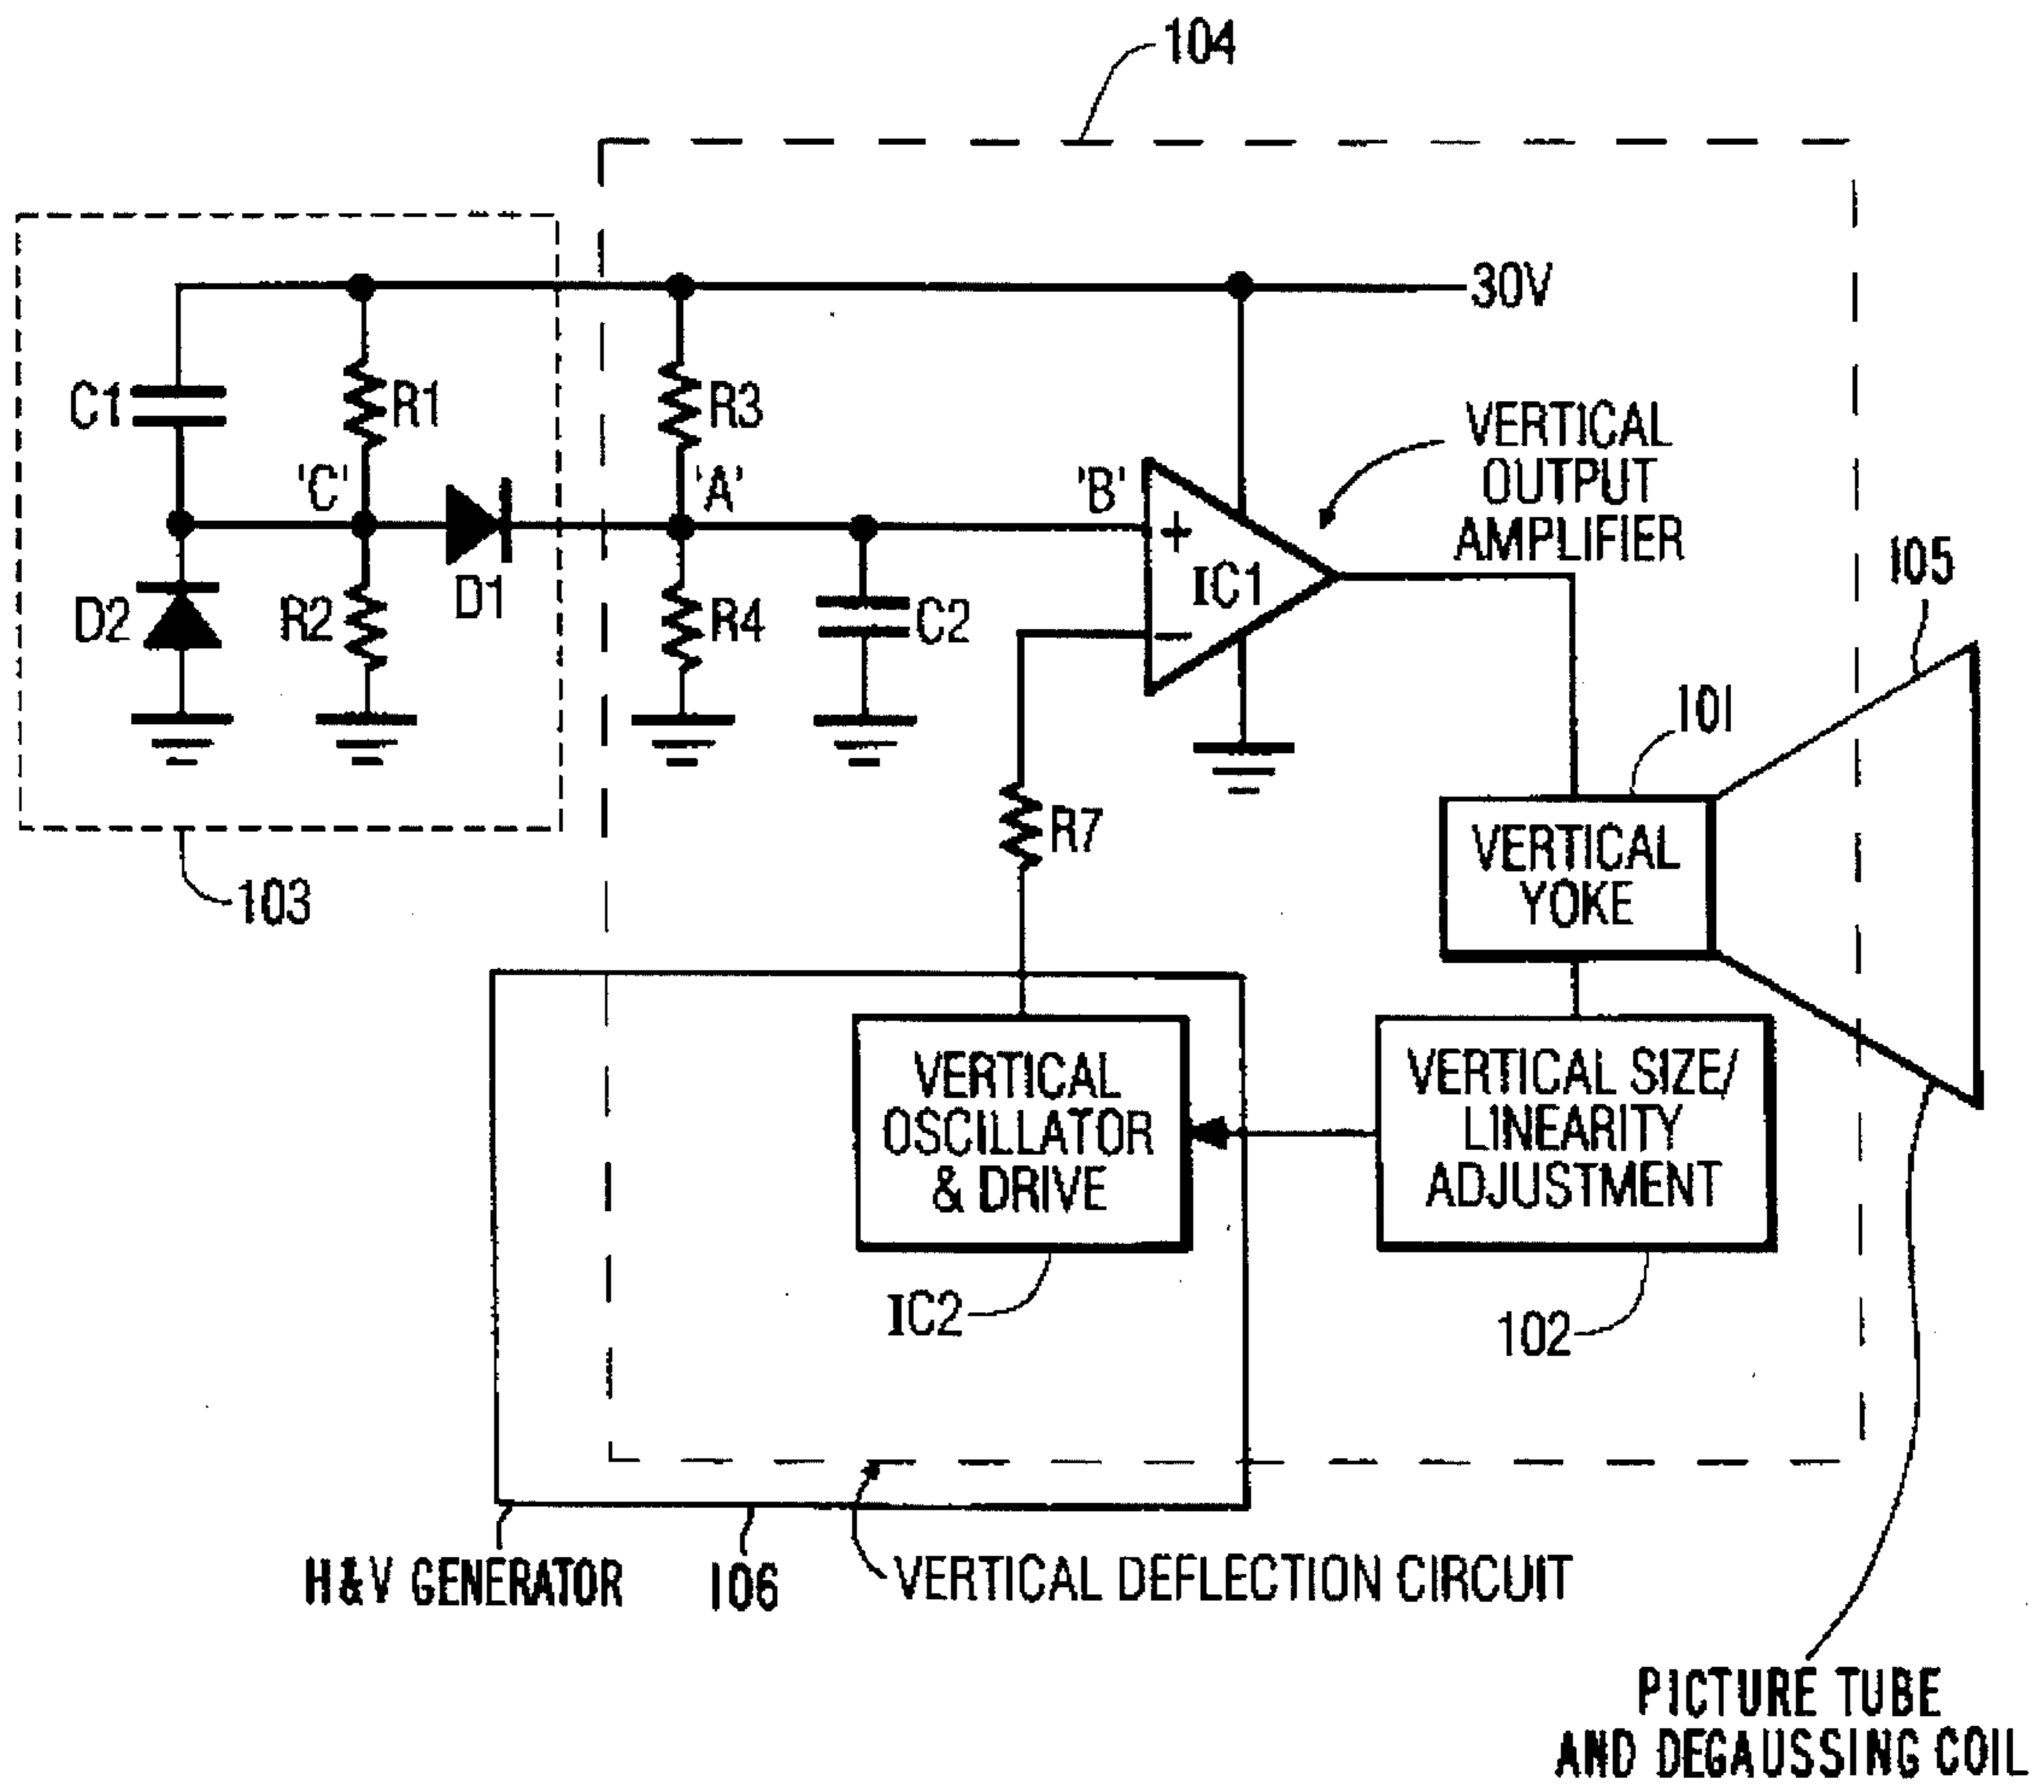 104
30V
C1
R1
R3
'C'
'A'
'B'
+
VERTICAL
OUTPUT
AMPLIFIER
D2
R2
D1
R4
C2
IC1
−
105
101
R7
VERTICAL
YOKE
103
VERTICAL
OSCILLATOR
& DRIVE
VERTICAL SIZE/
LINEARITY
ADJUSTMENT
IC2
102
H&V GENERATOR
106
VERTICAL DEFLECTION CIRCUIT
PICTURE TUBE
AND DEGAUSSING COIL